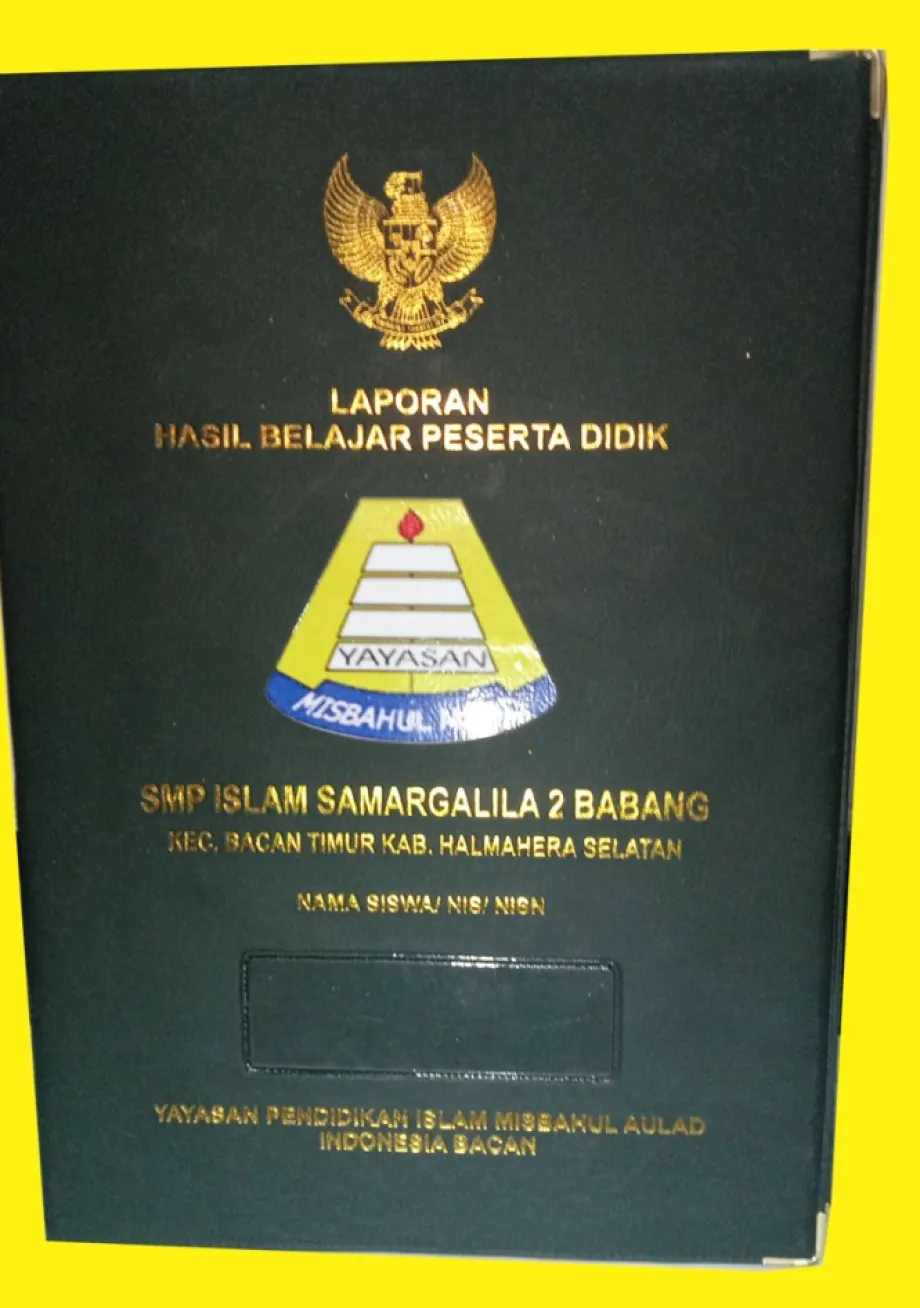 LAPORAN
HASIL BELAJAR PESERTA DIDIK
YAYASAN
MISBAHUL
SMP ISLAM SAMARGALILA 2 BABANG
KEC. BACAN TIMUR KAB. HALMAHERA SELATAN
NAMA SISWA/ NIS/ NISN
YAYASAN PENDIDIKAN ISLAM MISBAHUL AULAD
INDONESIA BACAN